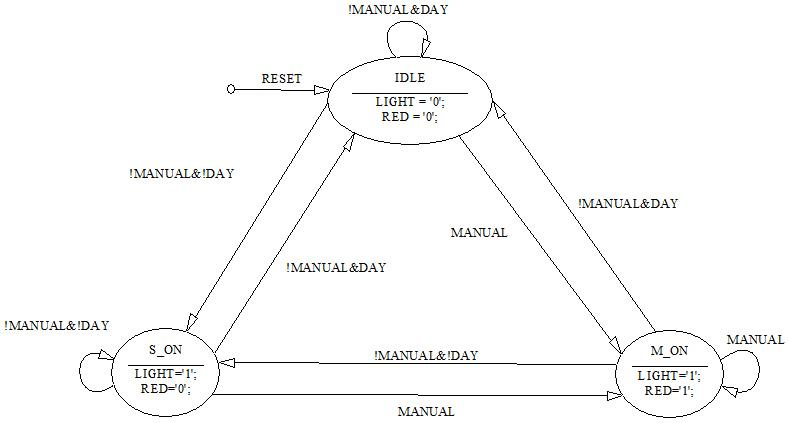 !MANUAL&DAY
RESET
IDLE
LIGHT = '0';
RED = '0';
!MANUAL&!DAY
!MANUAL&DAY
MANUAL
!MANUAL&DAY
!MANUAL&!DAY
S_ON
LIGHT='1';
RED='0';
!MANUAL&!DAY
MANUAL
M_ON
LIGHT='1';
RED='1';
MANUAL